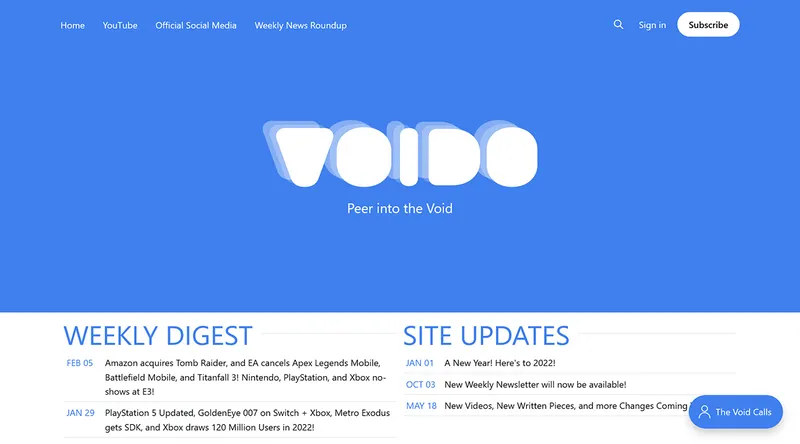 Home YouTube Official Social Media Weekly News Roundup Sign in Subscribe
VOIDO
Peer into the Void
WEEKLY DIGEST
FEB 05 Amazon acquires Tomb Raider, and EA cancels Apex Legends Mobile,
Battlefield Mobile, and Titanfall 3! Nintendo, PlayStation, and Xbox no-
shows at E3!
JAN 29 PlayStation 5 Updated, GoldenEye 007 on Switch + Xbox, Metro Exodus
gets SDK, and Xbox draws 120 Million Users in 2022!
SITE UPDATES
JAN 01 A New Year! Here's to 2022!
OCT 03 New Weekly Newsletter will now be available!
MAY 18 New Videos, New Written Pieces, and more Changes Coming
The Void Calls